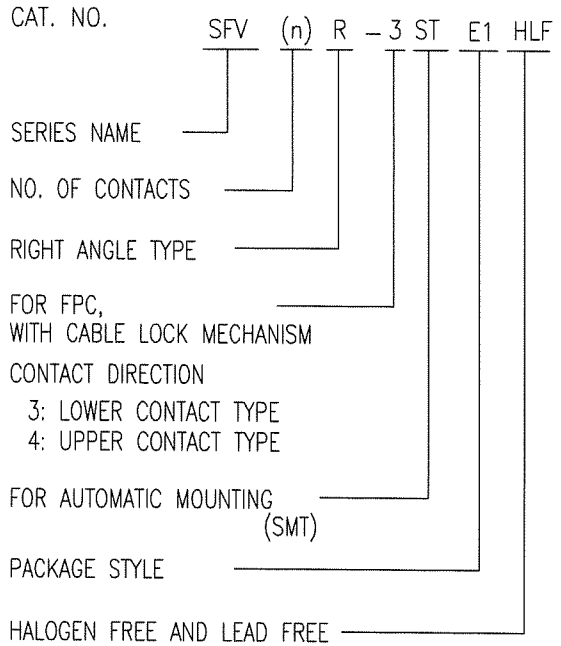 CAT. NO. SFV (n) R - 3 ST E1 HLF
SERIES NAME
NO. OF CONTACTS
RIGHT ANGLE TYPE
FOR FPC,
WITH CABLE LOCK MECHANISM
CONTACT DIRECTION
3: LOWER CONTACT TYPE
4: UPPER CONTACT TYPE
FOR AUTOMATIC MOUNTING
(SMT)
PACKAGE STYLE
HALOGEN FREE AND LEAD FREE